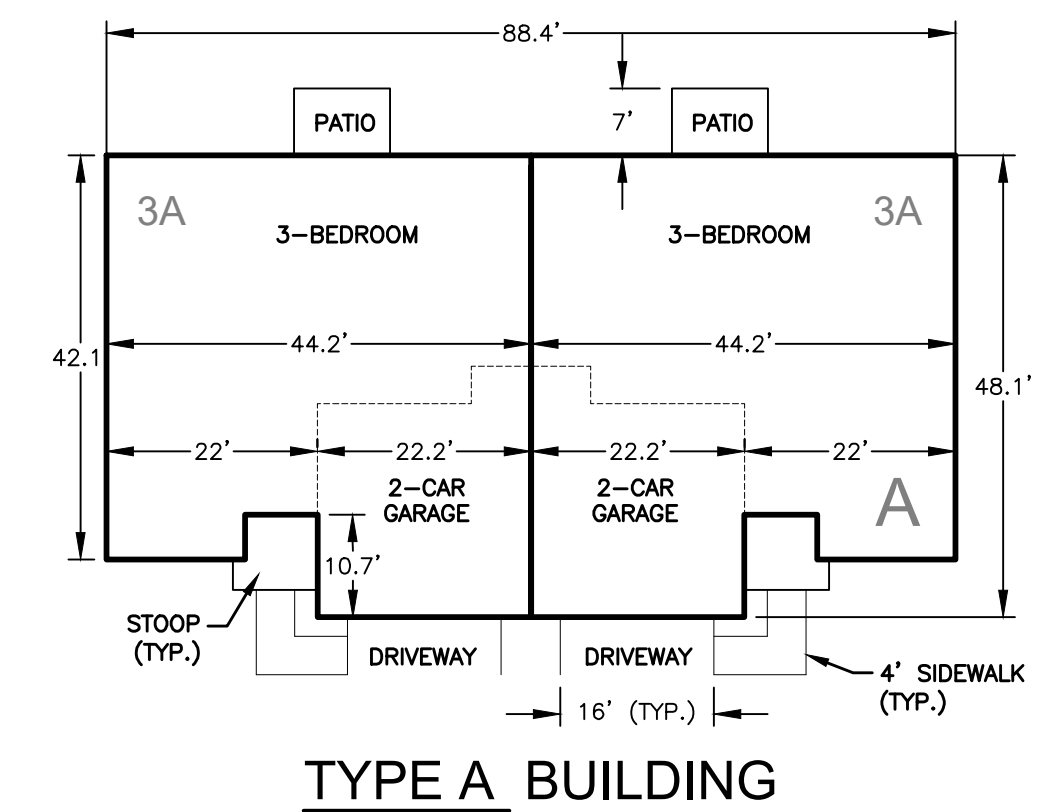 88.4'
PATIO
7'
PATIO
3A
3A
3-BEDROOM
3-BEDROOM
44.2'
44.2'
42.1
48.1'
22'
22.2'
22.2'
22'
2-CAR
GARAGE
2-CAR
GARAGE
A
10.7'
STOOP
(TYP.)
DRIVEWAY
DRIVEWAY
4' SIDEWALK
(TYP.)
16' (TYP.)
TYPE A BUILDING